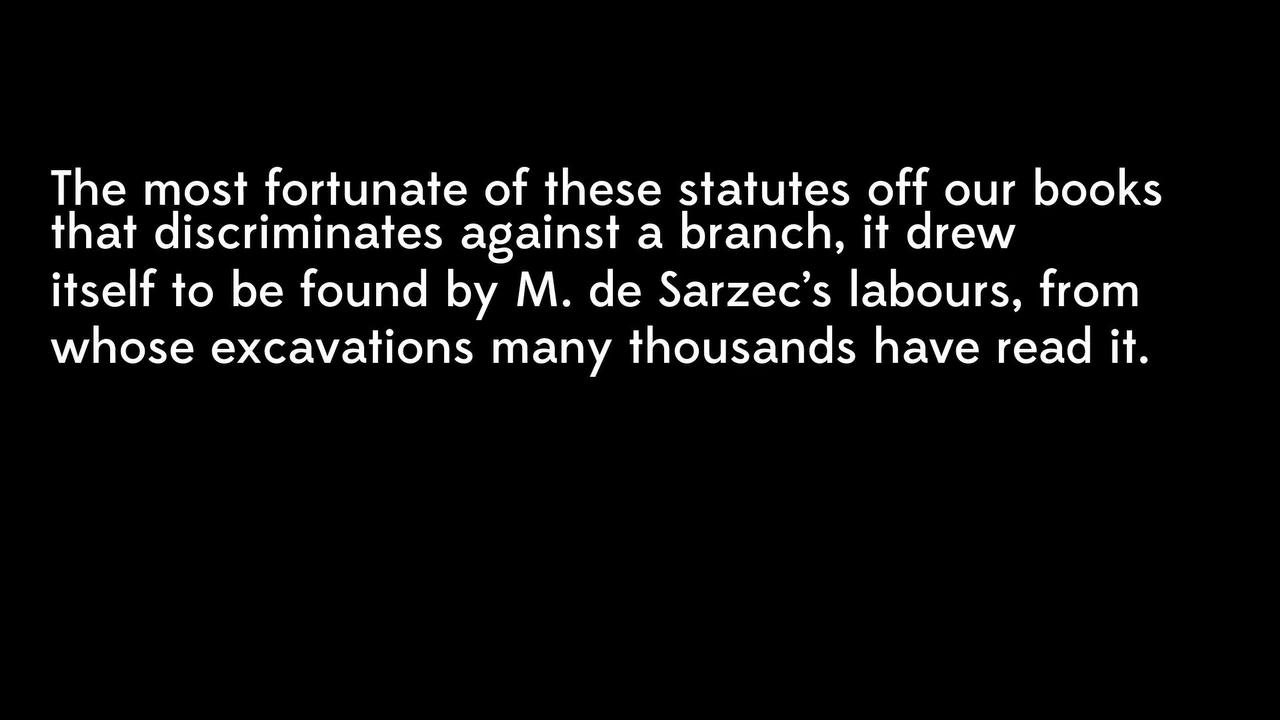 The most fortunate of these statutes off our books
that discriminates against a branch, it drew
itself to be found by M. de Sarzec’s labours, from
whose excavations many thousands have read it.